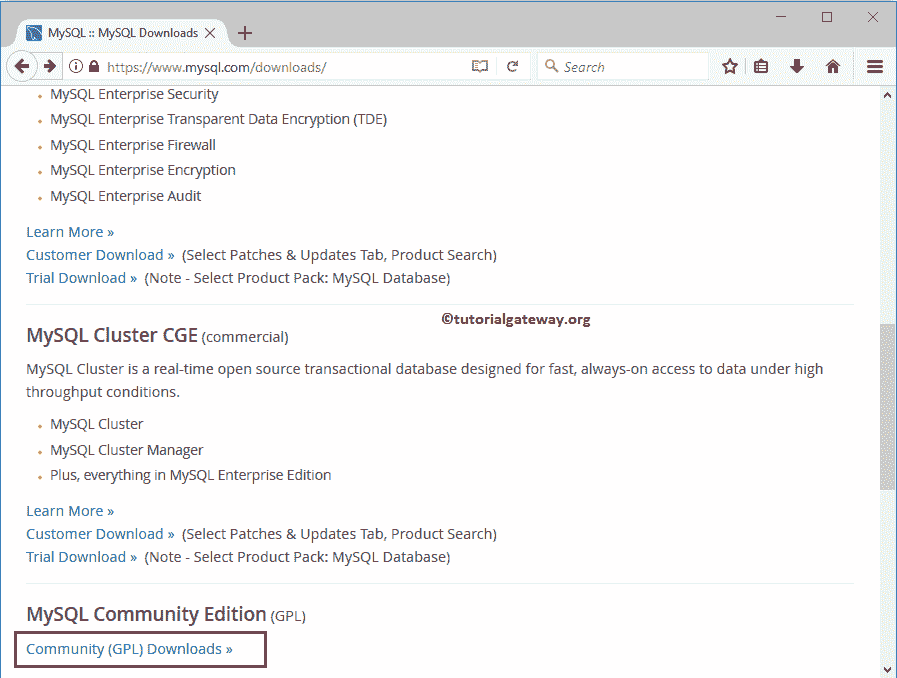 MySQL :: MySQL Downloads
https://www.mysql.com/downloads/
Search
MySQL Enterprise Security
MySQL Enterprise Transparent Data Encryption (TDE)
MySQL Enterprise Firewall
MySQL Enterprise Encryption
MySQL Enterprise Audit
Learn More »
Customer Download » (Select Patches & Updates Tab, Product Search)
Trial Download » (Note - Select Product Pack: MySQL Database)
©tutorialgateway.org
MySQL Cluster CGE (commercial)
MySQL Cluster is a real-time open source transactional database designed for fast, always-on access to data under high
throughput conditions.
MySQL Cluster
MySQL Cluster Manager
Plus, everything in MySQL Enterprise Edition
Learn More »
Customer Download » (Select Patches & Updates Tab, Product Search)
Trial Download » (Note - Select Product Pack: MySQL Database)
MySQL Community Edition (GPL)
Community (GPL) Downloads »